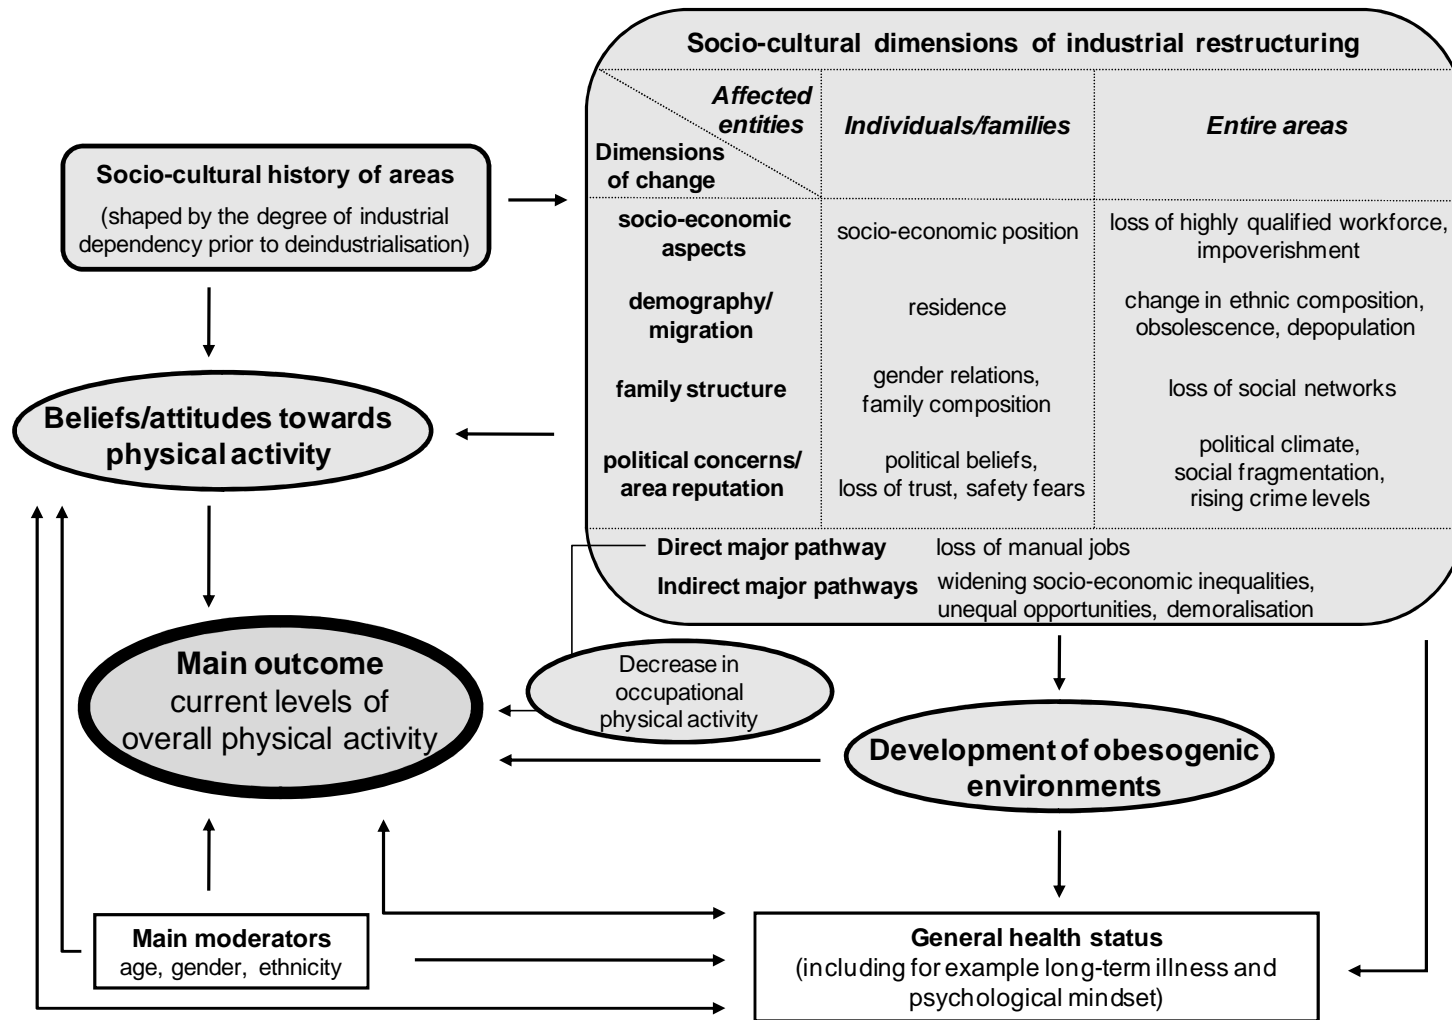 Socio-cultural dimensions of industrial restructuring
Affected
entities
Dimensions
of change
Individuals/families
Entire areas
socio-economic
aspects
socio-economic position
loss of highly qualified workforce,
impoverishment
demography/
migration
residence
change in ethnic composition,
obsolescence, depopulation
family structure
gender relations,
family composition
loss of social networks
political concerns/
area reputation
political beliefs,
loss of trust, safety fears
political climate,
social fragmentation,
rising crime levels
Direct major pathway loss of manual jobs
Indirect major pathways widening socio-economic inequalities,
unequal opportunities, demoralisation
Socio-cultural history of areas
(shaped by the degree of industrial
dependency prior to deindustrialisation)
Beliefs/attitudes towards
physical activity
Main outcome
current levels of
overall physical activity
Decrease in
occupational
physical activity
Development of obesogenic
environments
Main moderators
age, gender, ethnicity
General health status
(including for example long-term illness and
psychological mindset)